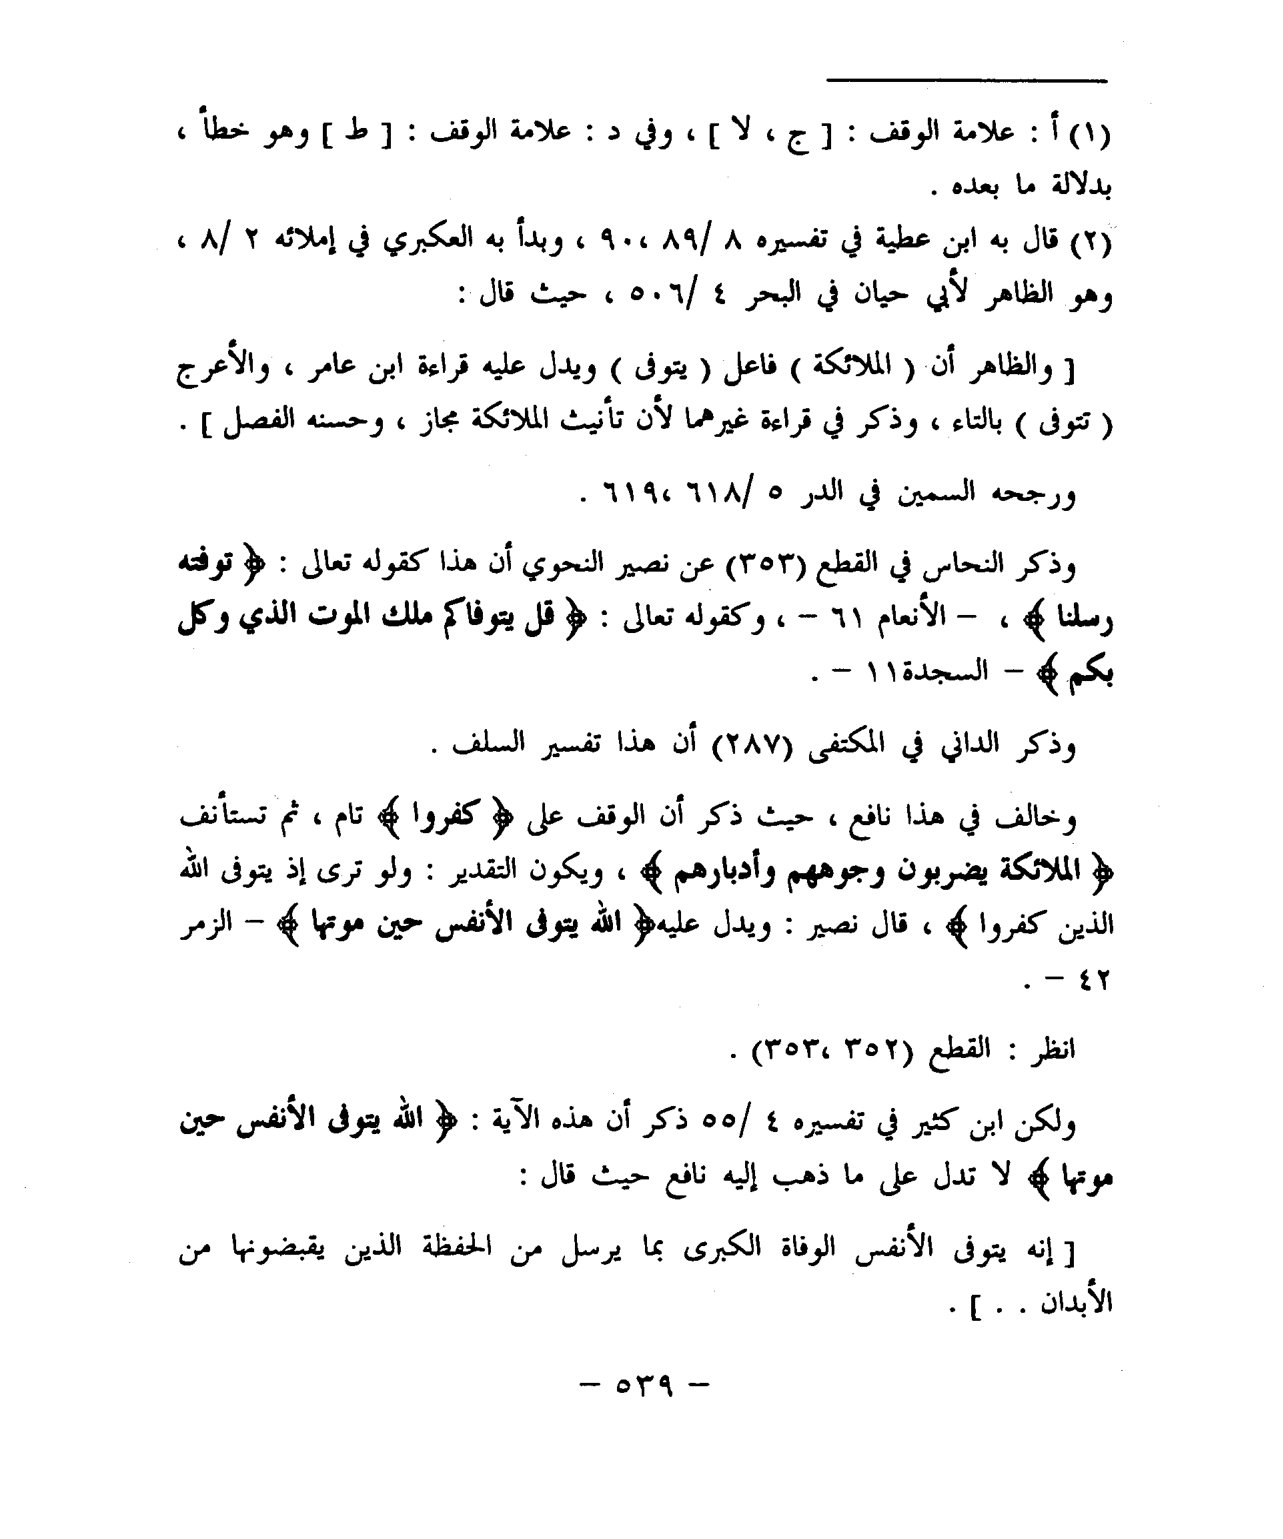 (١) أ : علامة الوقف : [ ج ، لا ] ، وفي د : علامة الوقف : [ ط ] وهو خطأ ،
بدلالة ما بعده .
(٢) قال به ابن عطية في تفسيره ٨ /٨٩ ،٩٠ ، وبدأ به العكبري في إملائه ٢ /٨ ،
وهو الظاهر لأبي حيان في البحر ٤ /٥٠٦ ، حيث قال :
[ والظاهر أن ( الملائكة ) فاعل ( يتوفى ) ويدل عليه قراءة ابن عامر ، والأعرج
( تتوفى ) بالتاء ، وذكر في قراءة غيرهما لأن تأنيث الملائكة مجاز ، وحسنه الفصل ] .
ورجحه السمين في الدر ٥ /٦١٨ ،٦١٩ .
وذكر النحاس في القطع (٣٥٣) عن نصير النحوي أن هذا كقوله تعالى : ﴿ توفته
رسلنا ﴾ ، – الأنعام ٦١ – ، وكقوله تعالى : ﴿ قل يتوفاكم ملك الموت الذي وكل
بكم ﴾ – السجدة١١ – .
وذكر الداني في المكتفى (٢٨٧) أن هذا تفسير السلف .
وخالف في هذا نافع ، حيث ذكر أن الوقف على ﴿ كفروا ﴾ تام ، ثم تستأنف
﴿ الملائكة يضربون وجوههم وأدبارهم ﴾ ، ويكون التقدير : ولو ترى إذ يتوفى الله
الذين كفروا ﴾ ، قال نصير : ويدل عليه﴿ الله يتوفى الأنفس حين موتها ﴾ – الزمر
٤٢ – .
انظر : القطع (٣٥٢ ،٣٥٣) .
ولكن ابن كثير في تفسيره ٤ /٥٥ ذكر أن هذه الآية : ﴿ الله يتوفى الأنفس حين
موتها ﴾ لا تدل على ما ذهب إليه نافع حيث قال :
[ إنه يتوفى الأنفس الوفاة الكبرى بما يرسل من الحفظة الذين يقبضونها من
الأبدان . . ] .
– ٥٣٩ –